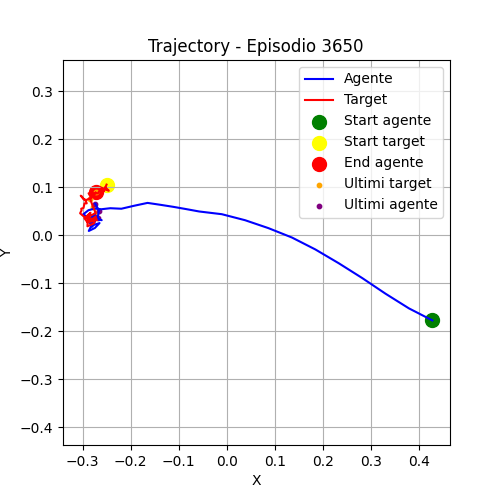 Trajectory - Episodio 3650
Agente
Target
Start agente
Start target
End agente
Ultimi target
Ultimi agente
0.3
0.2
0.1
0.0
−0.1
−0.2
−0.3
−0.4
Y
−0.3
−0.2
−0.1
0.0
0.1
0.2
0.3
0.4
X